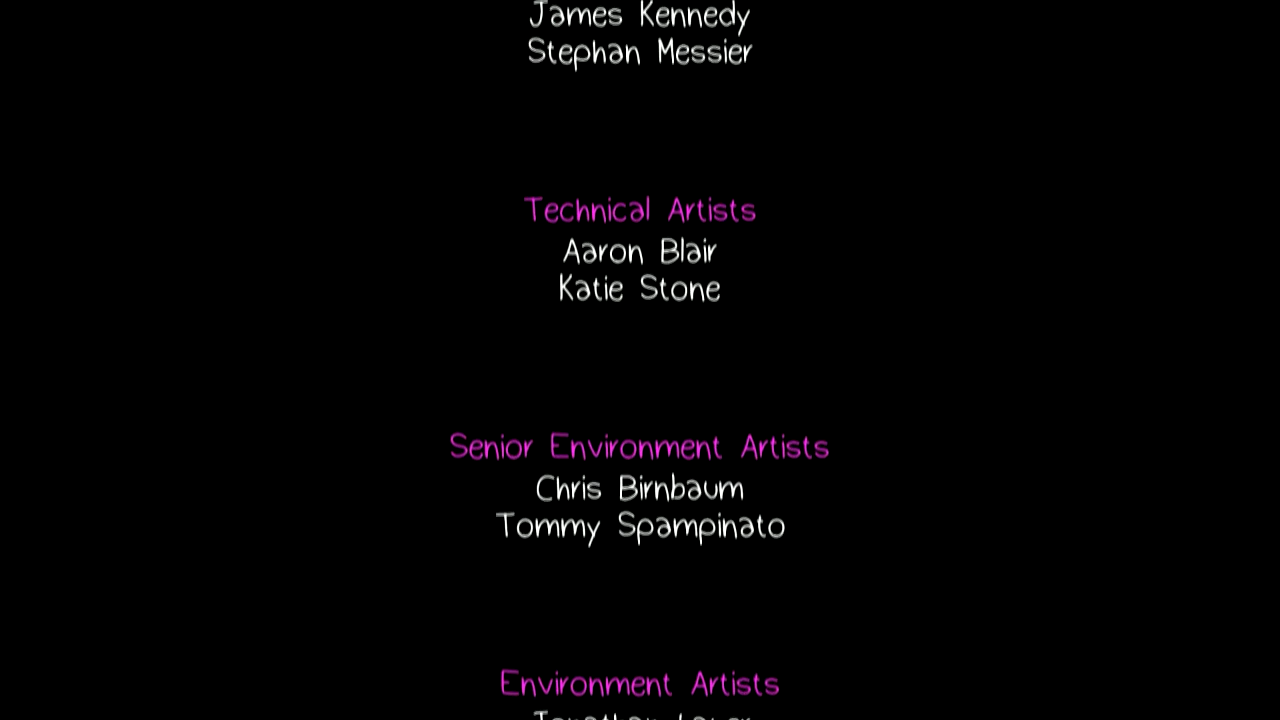 James Kennedy
Stephan Messier
Technical Artists
Aaron Blair
Katie Stone
Senior Environment Artists
Chris Birnbaum
Tommy Spampinato
Environment Artists